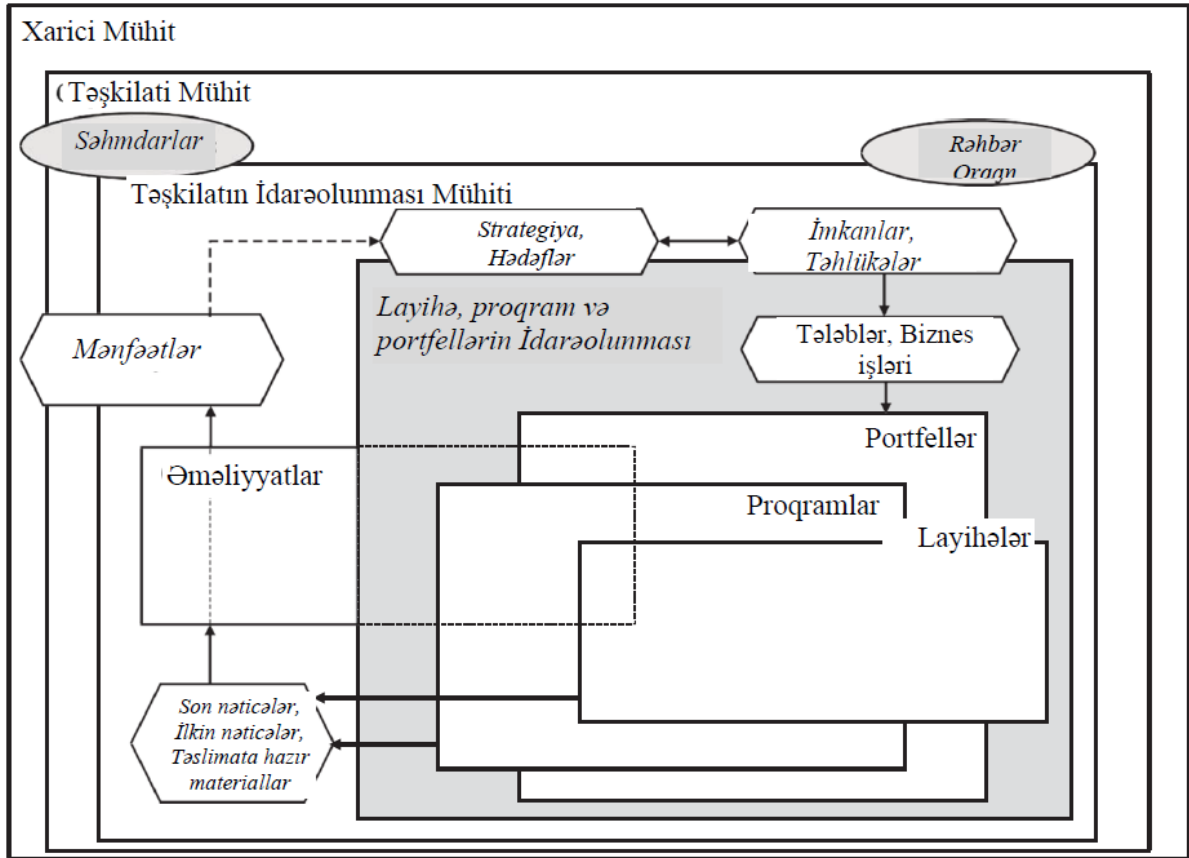 Xarici Mühit
(Təşkilati Mühit
Səhmdarlar
Rəhbər
Orqan
Təşkilatın İdarəolunması Mühiti
Strategiya,
Hədəflər
İmkanlar,
Təhlükələr
Layihə, proqram və
portfellərin İdarəolunması
Tələblər, Biznes
işləri
Mənfəətlər
Portfellər
Əməliyyatlar
Proqramlar
Layihələr
Son nəticələr,
İlkin nəticələr,
Təslimata hazır
materiallar